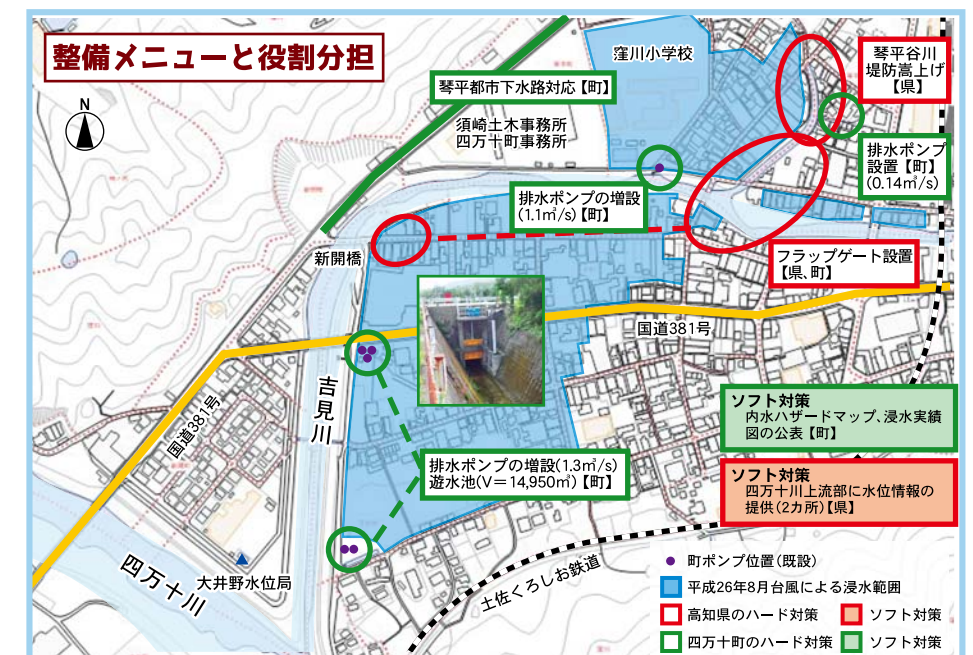 整備メニューと役割分担
N
窪川小学校
琴平谷川
堤防嵩上げ
【県】
琴平都市下水路対応【町】
須崎土木事務所
四万十町事務所
排水ポンプ
設置【町】
(0.14㎥/s)
排水ポンプの増設
(1.1㎥/s)【町】
新開橋
フラップゲート設置
【県、町】
国道381号
吉見川
国道381号
ソフト対策
内水ハザードマップ、浸水実績
図の公表【町】
排水ポンプの増設(1.3㎥/s)
遊水池(V=14,950㎥)【町】
ソフト対策
四万十川上流部に水位情報の
提供(2カ所)【県】
四万十川
大井野水位局
土佐くろしお鉄道
町ポンプ位置(既設)
平成26年8月台風による浸水範囲
高知県のハード対策
ソフト対策
四万十町のハード対策
ソフト対策